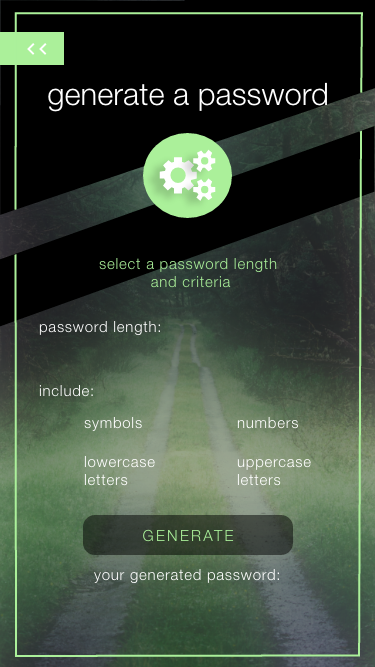 generate a password
select a password length
and criteria
password length:
include:
symbols
numbers
lowercase
letters
uppercase
letters
GENERATE
your generated password: